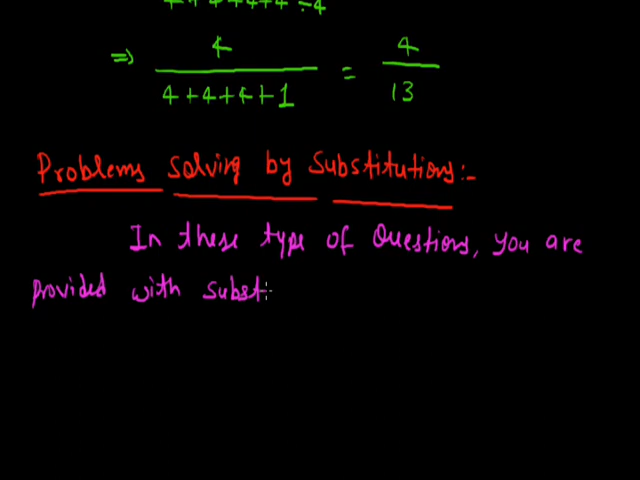 ⇒ 4 / 4+4+4+1 = 4 / 13
Problems solving by Substitutions:-
In these type of Questions, you are
provided with subst